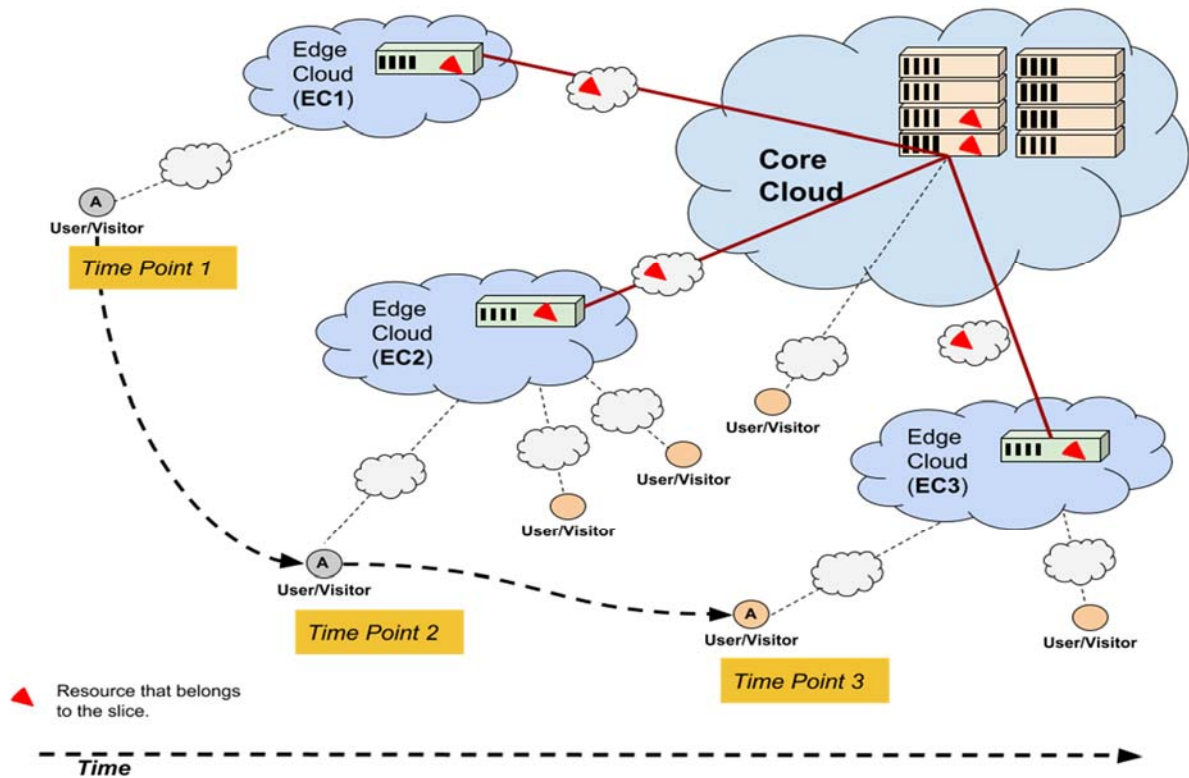 Edge
Cloud
(EC1)
Core
Cloud
A
User/Visitor
Time Point 1
Edge
Cloud
(EC2)
User/Visitor
Edge
Cloud
(EC3)
User/Visitor
User/Visitor
A
User/Visitor
Time Point 2
A
User/Visitor
User/Visitor
Time Point 3
Resource that belongs
to the slice.
Time